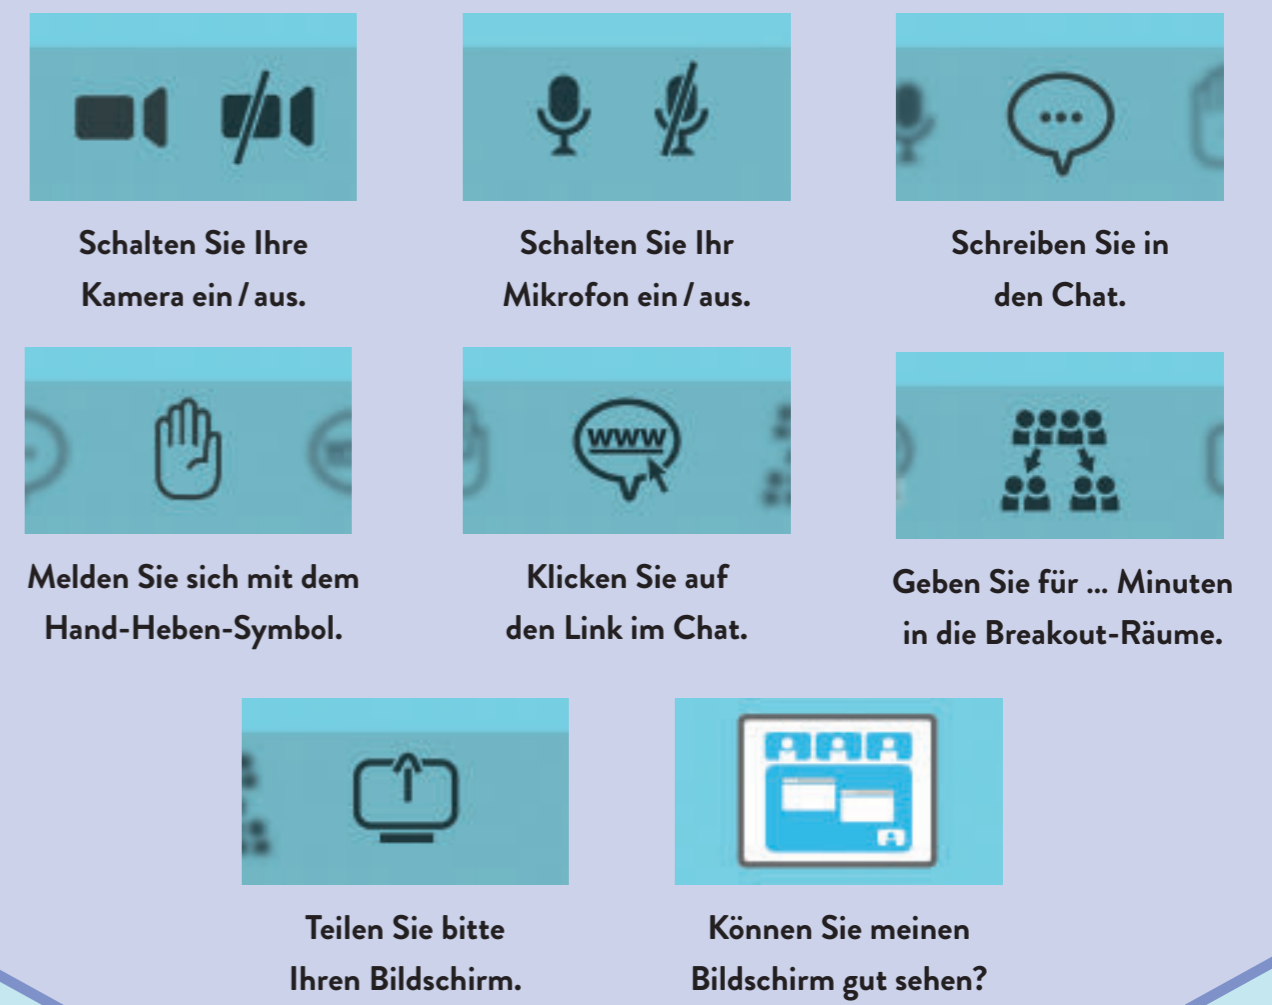 Schalten Sie Ihre
Kamera ein / aus.
Schalten Sie Ihr
Mikrofon ein / aus.
...
Schreiben Sie in
den Chat.
Melden Sie sich mit dem
Hand-Heben-Symbol.
www
Klicken Sie auf
den Link im Chat.
Geben Sie für ... Minuten
in die Breakout-Räume.
Teilen Sie bitte
Ihren Bildschirm.
Können Sie meinen
Bildschirm gut sehen?